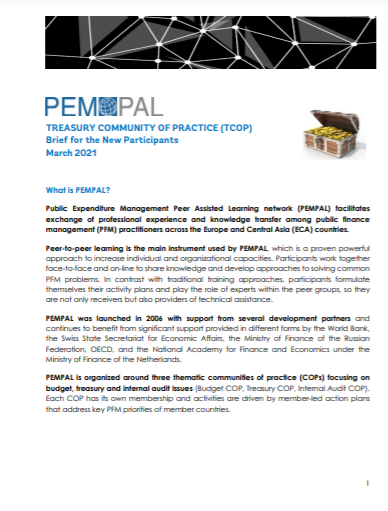 PEMPAL
TREASURY COMMUNITY OF PRACTICE (TCOP)
Brief for the New Participants
March 2021
What is PEMPAL?
Public Expenditure Management Peer Assisted Learning network (PEMPAL) facilitates
exchange of professional experience and knowledge transfer among public finance
management (PFM) practitioners across the Europe and Central Asia (ECA) countries.
Peer-to-peer learning is the main instrument used by PEMPAL, which is a proven powerful
approach to increase individual and organizational capacities. Participants work together
face-to-face and on-line to share knowledge and develop approaches to solving common
PFM problems. In contrast with traditional training approaches, participants formulate
themselves their activity plans and play the role of experts within the peer groups, so they
are not only receivers but also providers of technical assistance.
PEMPAL was launched in 2006 with support from several development partners and
continues to benefit from significant support provided in different forms by the World Bank,
the Swiss State Secretariat for Economic Affairs, the Ministry of Finance of the Russian
Federation, OECD, and the National Academy for Finance and Economics under the
Ministry of Finance of the Netherlands.
PEMPAL is organized around three thematic communities of practice (COPs) focusing on
budget, treasury and internal audit issues (Budget COP, Treasury COP, Internal Audit COP).
Each COP has its own membership and activities are driven by member-led action plans
that address key PFM priorities of member countries.
1